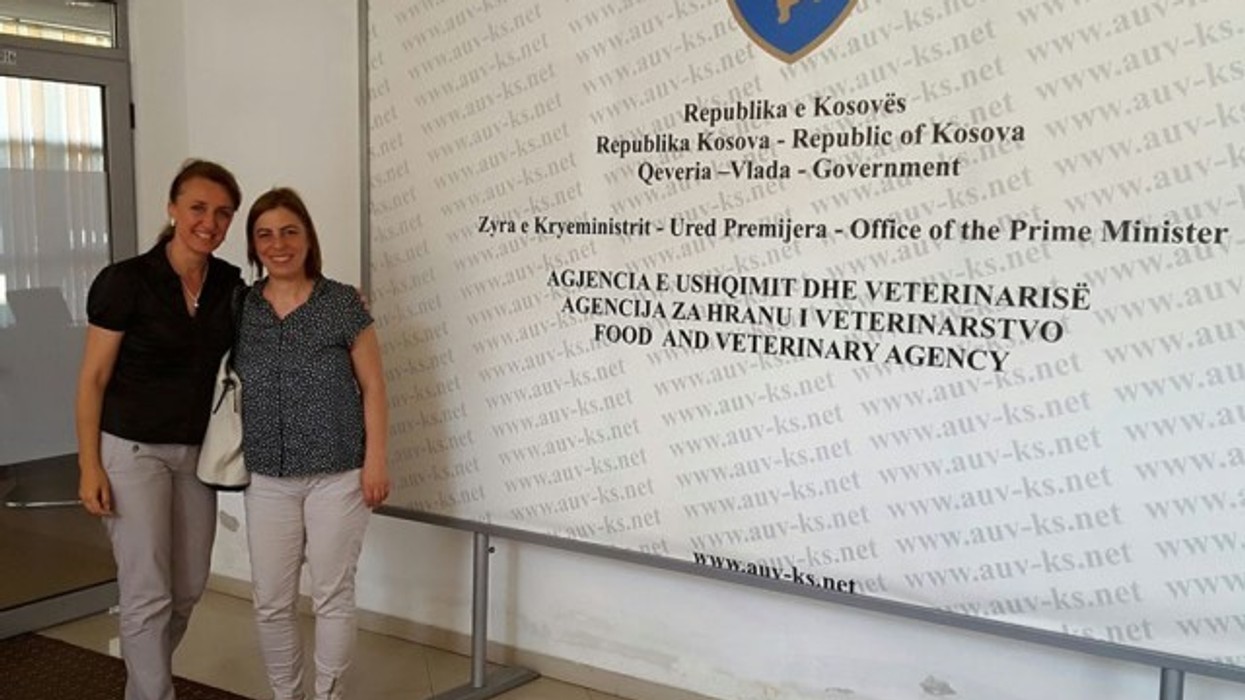 Republika e Kosovës
Republika Kosova - Republic of Kosova
Qeveria –Vlada - Government
Zyra e Kryeministrit - Ured Premijera - Office of the Prime Minister
AGJENCIA E USHQIMIT DHE VETERINARISË
AGENCIJA ZA HRANU I VETERINARSTVO
FOOD AND VETERINARY AGENCY
www.auv-ks.net